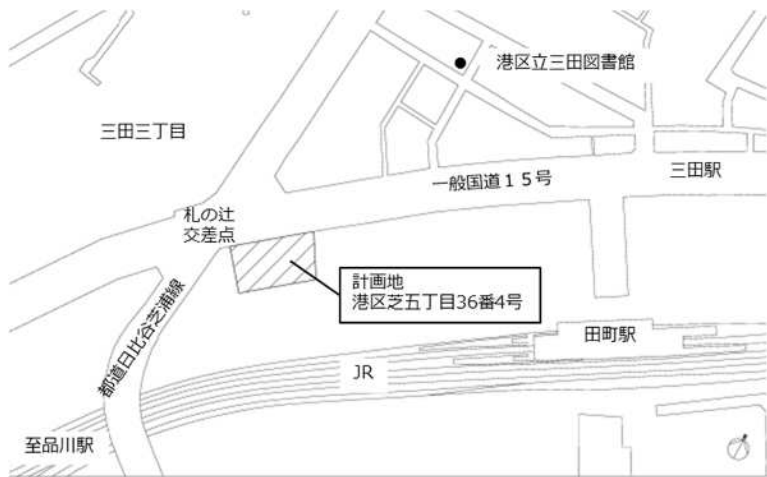 港区立三田図書館
三田三丁目
三田駅
一般国道１５号
札の辻
交差点
計画地
港区芝五丁目36番4号
都道日比谷芝浦線
田町駅
JR
至品川駅